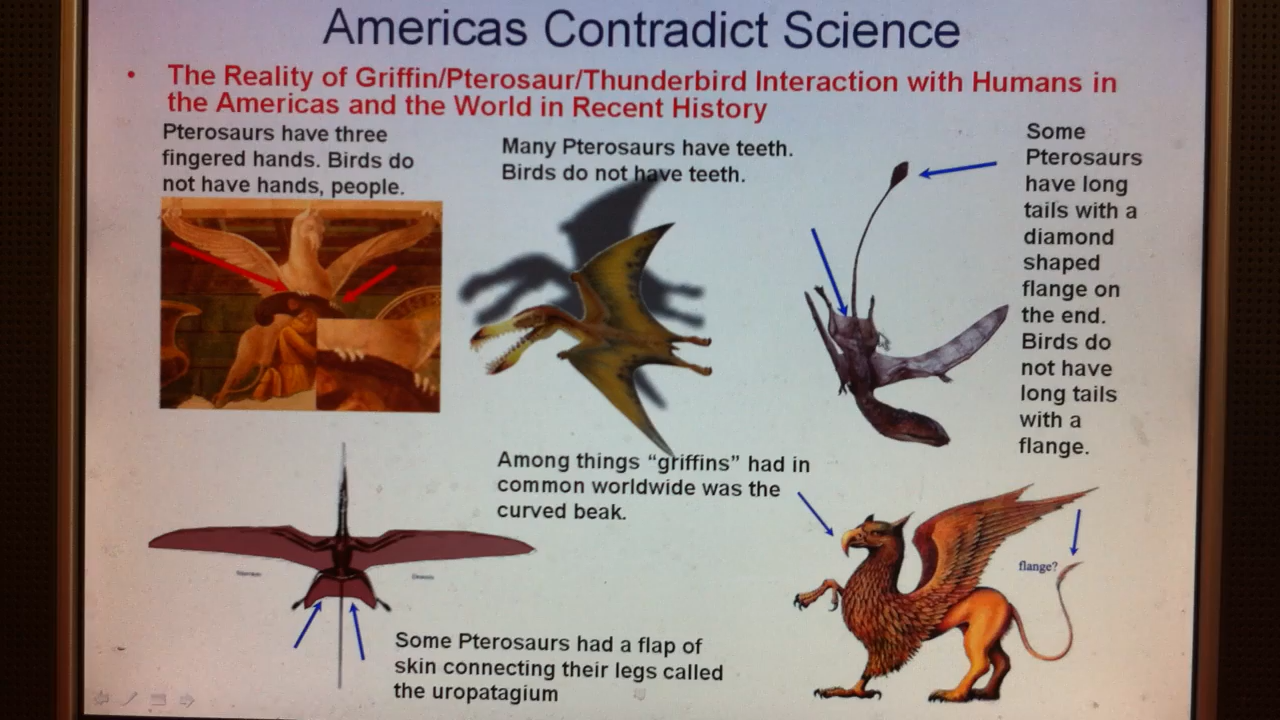 Americas Contradict Science
• The Reality of Griffin/Pterosaur/Thunderbird Interaction with Humans in
the Americas and the World in Recent History
Pterosaurs have three
fingered hands. Birds do
not have hands, people.
Many Pterosaurs have teeth.
Birds do not have teeth.
Some
Pterosaurs
have long
tails with a
diamond
shaped
flange on
the end.
Birds do
not have
long tails
with a
flange.
Among things “griffins” had in
common worldwide was the
curved beak.
flange?
Some Pterosaurs had a flap of
skin connecting their legs called
the uropatagium